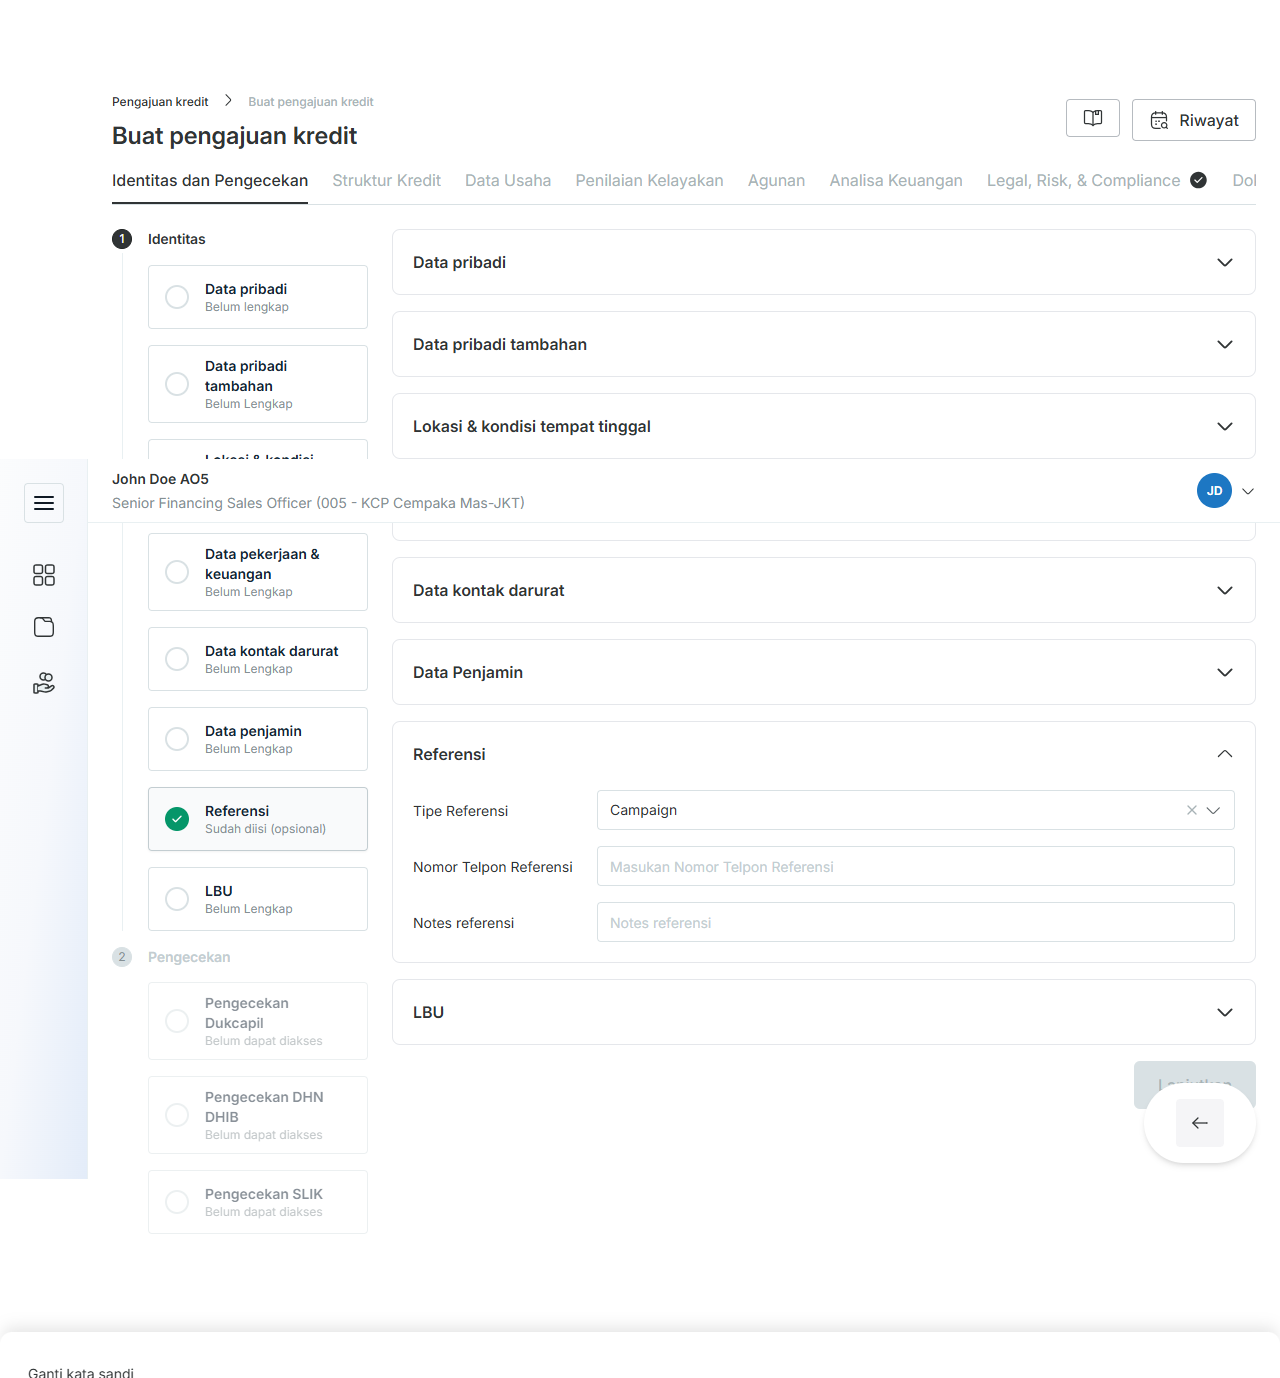 Pengajuan kredit
Buat pengajuan kredit
Buat pengajuan kredit
Riwayat
Identitas dan Pengecekan
Struktur Kredit
Data Usaha
Penilaian Kelayakan
Agunan
Analisa Keuangan
Legal, Risk, & Compliance
1
Identitas
Data pribadi
Belum lengkap
Data pribadi
tambahan
Belum Lengkap
Lokasi & kondisi
Data pribadi
Data pribadi tambahan
Lokasi & kondisi tempat tinggal
John Doe AO5
Senior Financing Sales Officer (005 - KCP Cempaka Mas-JKT)
JD
Data pekerjaan &
keuangan
Belum Lengkap
Data kontak darurat
Belum Lengkap
Data penjamin
Belum Lengkap
Referensi
Sudah diisi (opsional)
LBU
Belum Lengkap
2
Pengecekan
Pengecekan
Dukcapil
Belum dapat diakses
Pengecekan DHN
DHIB
Belum dapat diakses
Pengecekan SLIK
Belum dapat diakses
Data kontak darurat
Data Penjamin
Referensi
Tipe Referensi
Campaign
Nomor Telpon Referensi
Masukan Nomor Telpon Referensi
Notes referensi
Notes referensi
LBU
Lanjutkan
Ganti kata sandi